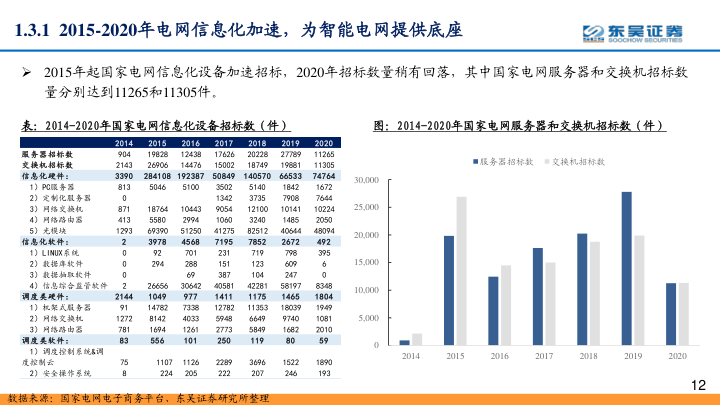 1.3.1 2015-2020年电网信息化加速，为智能电网提供底座
东吴证券
SOOCHOW SECURITIES
➢ 2015年起国家电网信息化设备加速招标，2020年招标数量稍有回落，其中国家电网服务器和交换机招标数
量分别达到11265和11305件。
表：2014-2020年国家电网信息化设备招标数（件）
2014 2015 2016 2017 2018 2019 2020
服务器招标数 904 19828 12438 17626 20228 27789 11265
交换机招标数 2143 26906 14476 15002 18749 19881 11305
信息化硬件： 3390 284108 192387 50849 140570 66533 74764
1）PC服务器 813 5046 5100 3502 5140 1842 1672
2）定制化服务器 0 1342 3735 7908 7644
3）网络交换机 871 18764 10443 9054 12100 10141 10224
4）网络路由器 413 5580 2994 1060 3240 1485 2050
5）光模块 1293 69390 51250 41275 82512 40644 48094
信息化软件： 2 3978 4568 7195 7852 2672 492
1）LINUX系统 0 92 701 231 719 798 395
2）数据库软件 0 294 288 151 123 609 6
3）数据抽取软件 0 69 387 104 247 0
4）信息综合监管软件 2 26656 30642 40581 42281 58197 8348
调度类硬件： 2144 1049 977 1411 1175 1465 1804
1）机架式服务器 91 14782 7338 12782 11353 18039 1949
2）网络交换机 1272 8142 4033 5948 6649 9740 1081
3）网络路由器 781 1694 1261 2773 5849 1682 2010
调度类软件： 83 556 101 250 119 80 59
1）调度控制系统&调
度控制云 75 1107 1126 2289 3696 1522 1890
2）安全操作系统 8 224 205 222 207 246 193
图：2014-2020年国家电网服务器和交换机招标数（件）
服务器招标数 交换机招标数
30,000
25,000
20,000
15,000
10,000
5,000
0
2014 2015 2016 2017 2018 2019 2020
12
数据来源：国家电网电子商务平台、东吴证券研究所整理